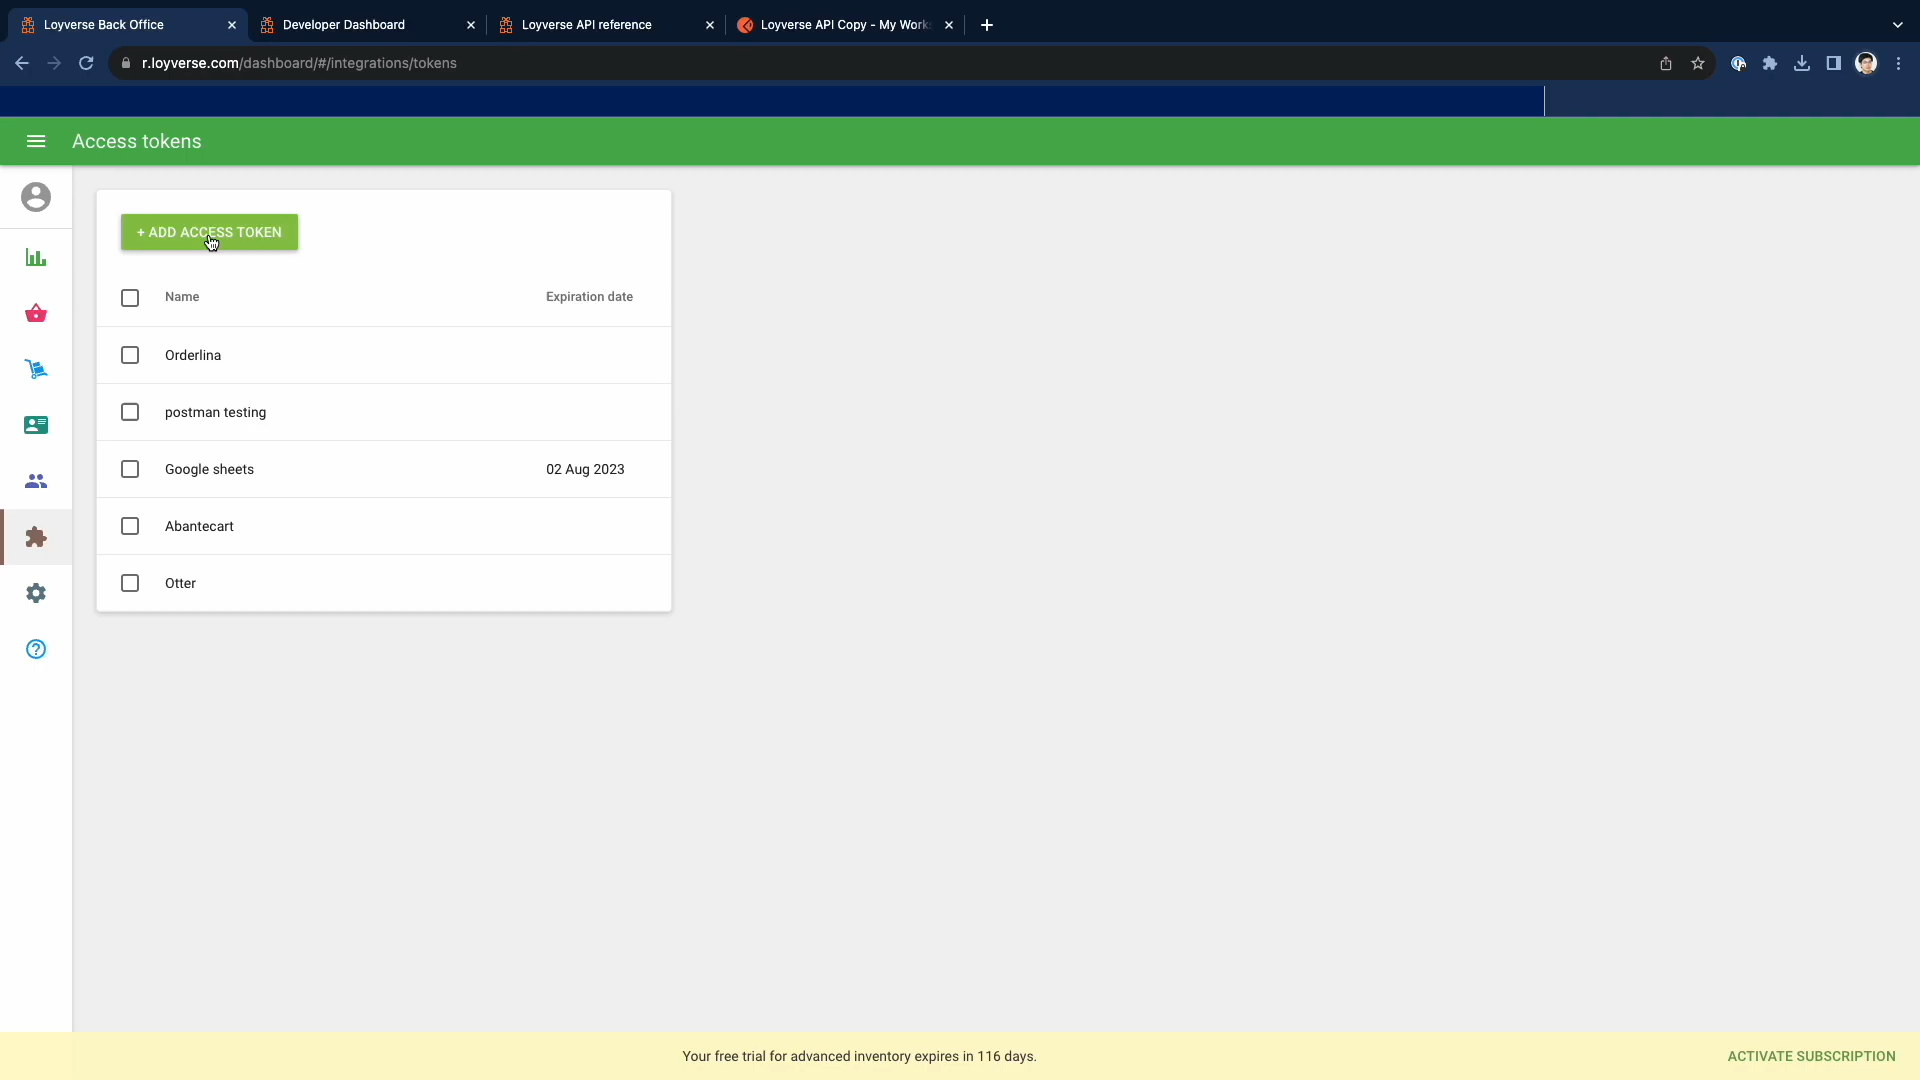 Loyverse Back Office
Developer Dashboard
Loyverse API reference
Loyverse API Copy - My Work
r.loyverse.com/dashboard/#/integrations/tokens
Access tokens
+ ADD ACCESS TOKEN
Name Expiration date
Orderlina
postman testing
Google sheets 02 Aug 2023
Abantecart
Otter
Your free trial for advanced inventory expires in 116 days.
ACTIVATE SUBSCRIPTION